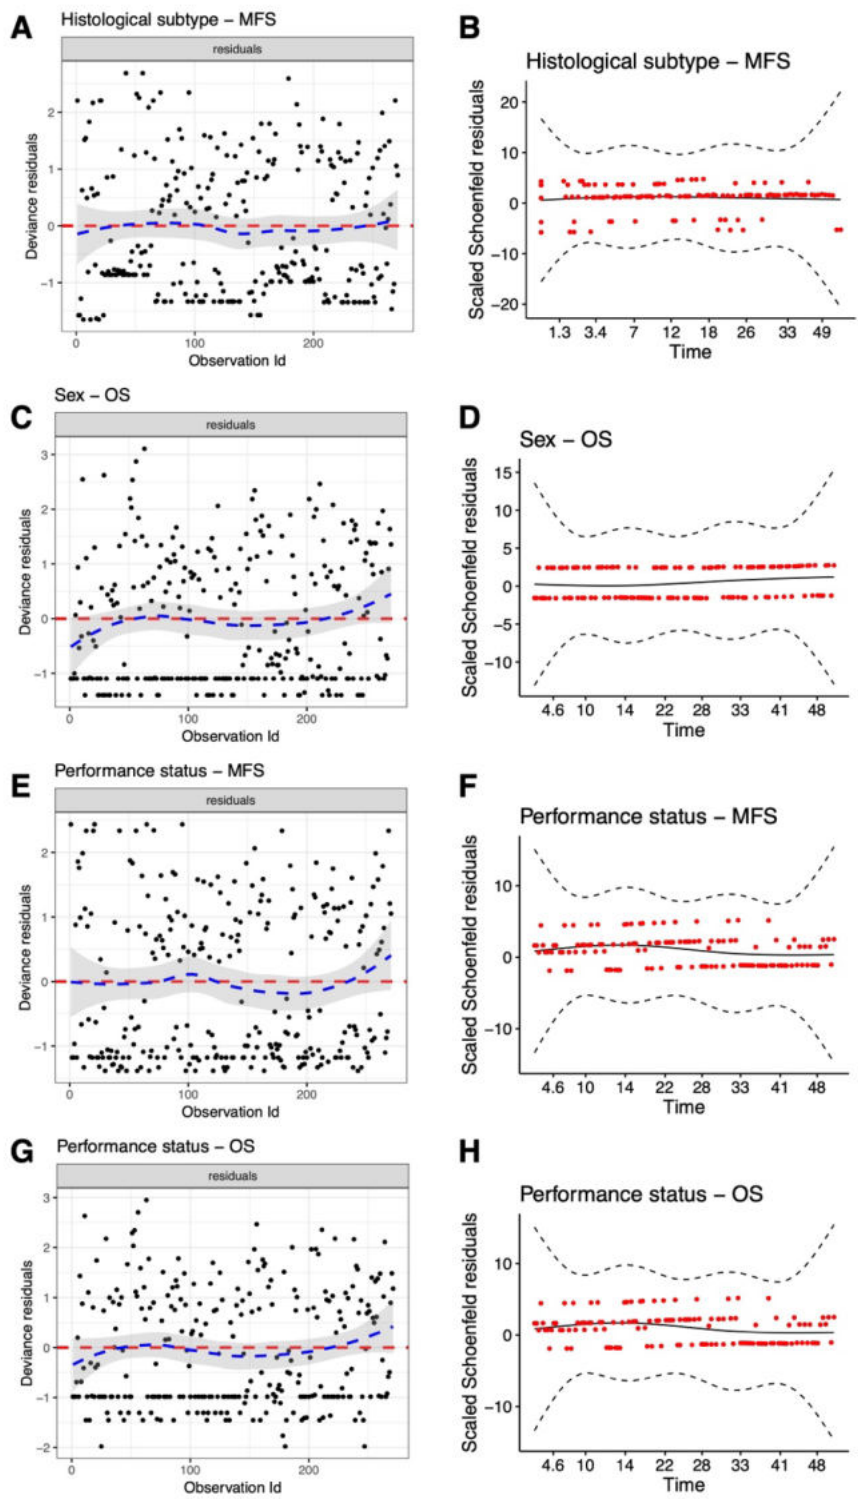 A
Histological subtype – MFS
residuals
Deviance residuals
2
1
0
−1
0
100
200
Observation Id
B
Histological subtype – MFS
Scaled Schoenfeld residuals
20
10
0
−10
−20
1.3 3.4 7 12 18 26 33 49
Time
C
Sex – OS
residuals
Deviance residuals
3
2
1
0
−1
0 100 200
Observation Id
D
Sex – OS
Scaled Schoenfeld residuals
15
10
5
0
−5
−10
4.6 10 14 22 28 33 41 48
Time
E
Performance status – MFS
residuals
Deviance residuals
2
1
0
−1
0 100 200
Observation Id
F
Performance status – MFS
Scaled Schoenfeld residuals
10
0
−10
4.6 10 14 22 28 33 41 48
Time
G
Performance status – OS
residuals
Deviance residuals
3
2
1
0
−1
−2
0 100 200
Observation Id
H
Performance status – OS
Scaled Schoenfeld residuals
10
0
−10
4.6 10 14 22 28 33 41 48
Time